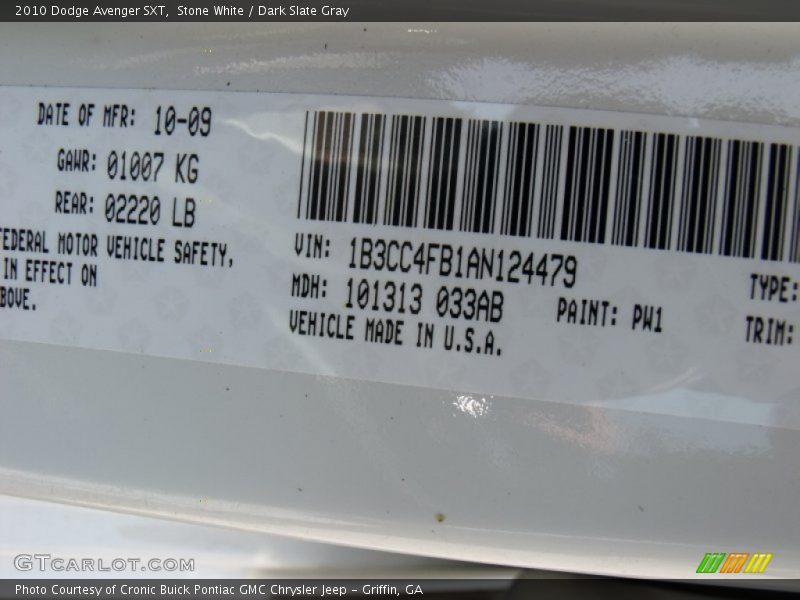 2010 Dodge Avenger SXT,  Stone White / Dark Slate Gray
DATE OF MFR: 10-09
GAWR: 01007 KG
REAR: 02220 LB
FEDERAL MOTOR VEHICLE SAFETY,
IN EFFECT ON
BOVE.
VIN: 1B3CC4FB1AN124479
MDH: 101313 033AB
PAINT: PW1
VEHICLE MADE IN U.S.A.
TYPE:
TRIM:
GTCARLOT.COM
Photo Courtesy of Cronic Buick Pontiac GMC Chrysler Jeep - Griffin, GA